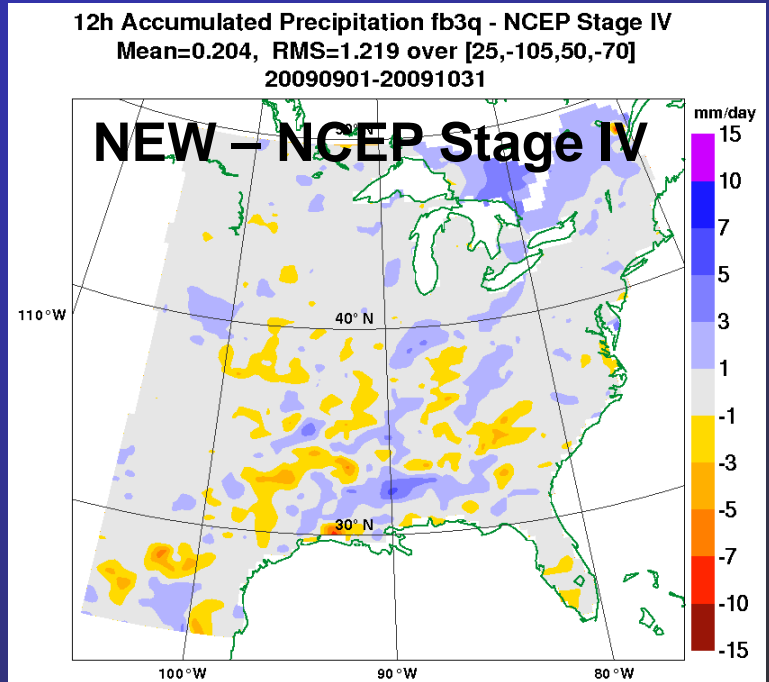 12h Accumulated Precipitation fb3q - NCEP Stage IV
Mean=0.204, RMS=1.219 over [25,-105,50,-70]
20090901-20091031
NEW – NCEP Stage IV
mm/day
15
10
7
5
3
1
-1
-3
-5
-7
-10
-15
110°W
40° N
30° N
100°W
90°W
80°W